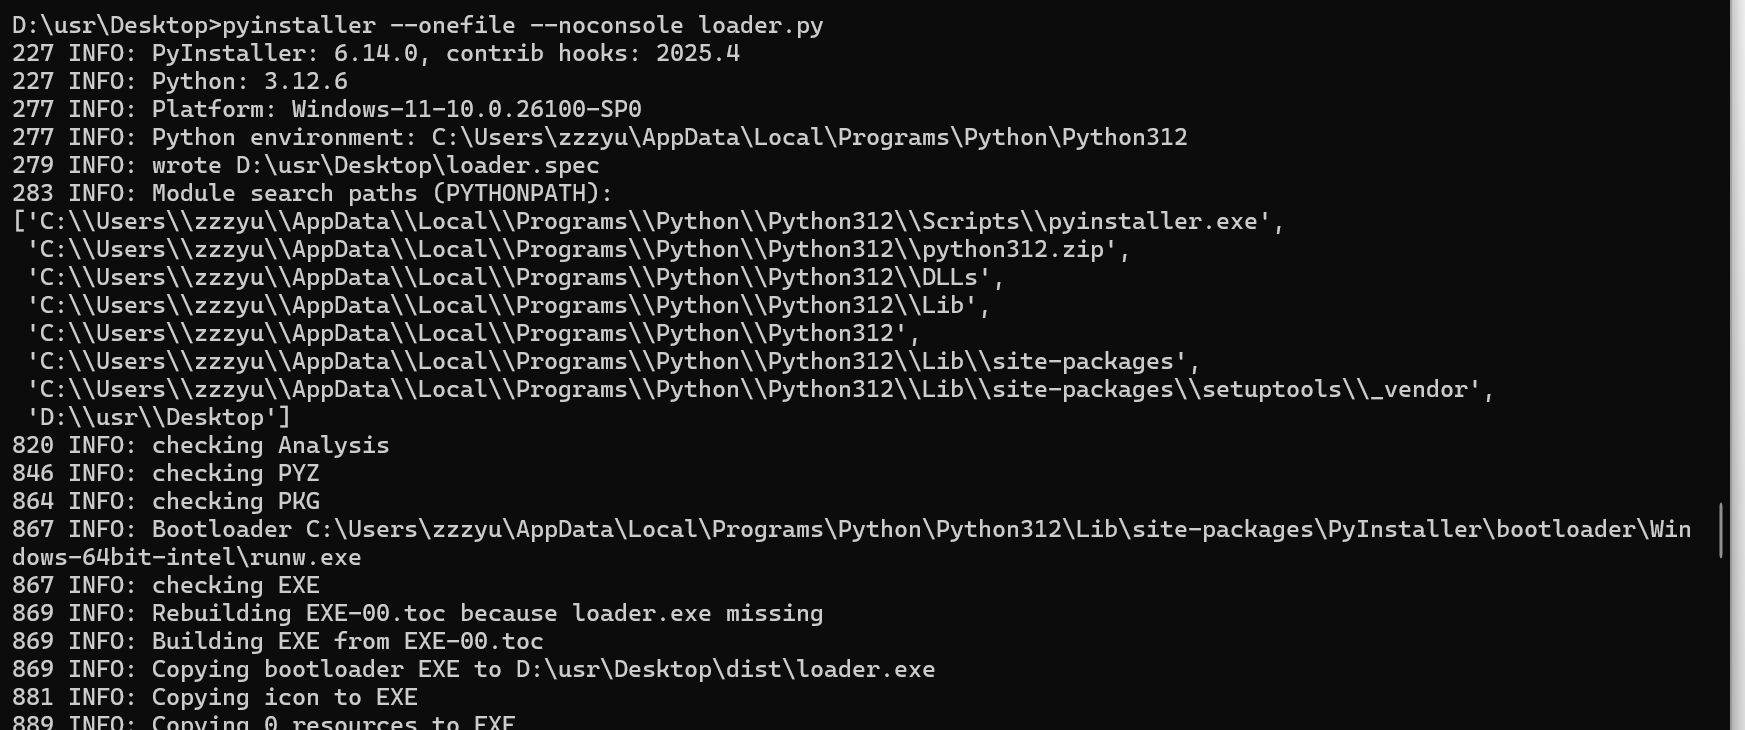 D:\usr\Desktop>pyinstaller --onefile --noconsole loader.py
227 INFO: PyInstaller: 6.14.0, contrib hooks: 2025.4
227 INFO: Python: 3.12.6
277 INFO: Platform: Windows-11-10.0.26100-SP0
277 INFO: Python environment: C:\Users\zzzyu\AppData\Local\Programs\Python\Python312
279 INFO: wrote D:\usr\Desktop\loader.spec
283 INFO: Module search paths (PYTHONPATH):
['C:\\Users\\zzzyu\\AppData\\Local\\Programs\\Python\\Python312\\Scripts\\pyinstaller.exe',
 'C:\\Users\\zzzyu\\AppData\\Local\\Programs\\Python\\Python312\\python312.zip',
 'C:\\Users\\zzzyu\\AppData\\Local\\Programs\\Python\\Python312\\DLLs',
 'C:\\Users\\zzzyu\\AppData\\Local\\Programs\\Python\\Python312\\Lib',
 'C:\\Users\\zzzyu\\AppData\\Local\\Programs\\Python\\Python312',
 'C:\\Users\\zzzyu\\AppData\\Local\\Programs\\Python\\Python312\\Lib\\site-packages',
 'C:\\Users\\zzzyu\\AppData\\Local\\Programs\\Python\\Python312\\Lib\\site-packages\\setuptools\\_vendor',
 'D:\\usr\\Desktop']
820 INFO: checking Analysis
846 INFO: checking PYZ
864 INFO: checking PKG
867 INFO: Bootloader C:\Users\zzzyu\AppData\Local\Programs\Python\Python312\Lib\site-packages\PyInstaller\bootloader\Win
dows-64bit-intel\runw.exe
867 INFO: checking EXE
869 INFO: Rebuilding EXE-00.toc because loader.exe missing
869 INFO: Building EXE from EXE-00.toc
869 INFO: Copying bootloader EXE to D:\usr\Desktop\dist\loader.exe
881 INFO: Copying icon to EXE
889 INFO: Copying 0 resources to EXE